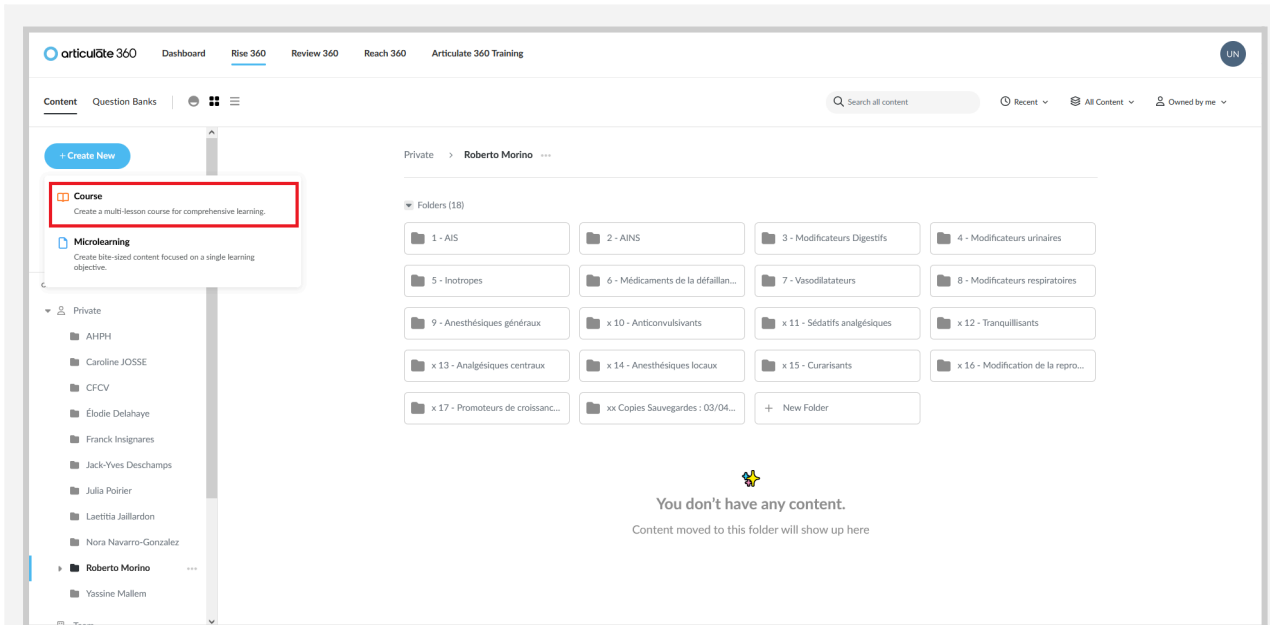 articulāte 360 Dashboard Rise 360 Review 360 Reach 360 Articulate 360 Training UN
Content Question Banks Search all content Recent All Content Owned by me
+ Create New
Course
Create a multi-lesson course for comprehensive learning.
Microlearning
Create bite-sized content focused on a single learning
objective.
Private
AHPH
Caroline JOSSE
CFCV
Élodie Delahaye
Franck Insignares
Jack-Yves Deschamps
Julia Poirier
Laetitia Jaillardon
Nora Navarro-Gonzalez
Roberto Morino ...
Yassine Mallem
Private > Roberto Morino ...
Folders (18)
1 - AIS 2 - AINS 3 - Modificateurs Digestifs 4 - Modificateurs urinaires
5 - Inotropes 6 - Médicaments de la défaillan... 7 - Vasodilatateurs 8 - Modificateurs respiratoires
9 - Anesthésiques généraux x 10 - Anticonvulsivants x 11 - Sédatifs analgésiques x 12 - Tranquillisants
x 13 - Analgésiques centraux x 14 - Anesthésiques locaux x 15 - Curarisants x 16 - Modification de la repro...
x 17 - Promoteurs de croissanc... xx Copies Sauvegardes : 03/04... + New Folder
You don't have any content.
Content moved to this folder will show up here